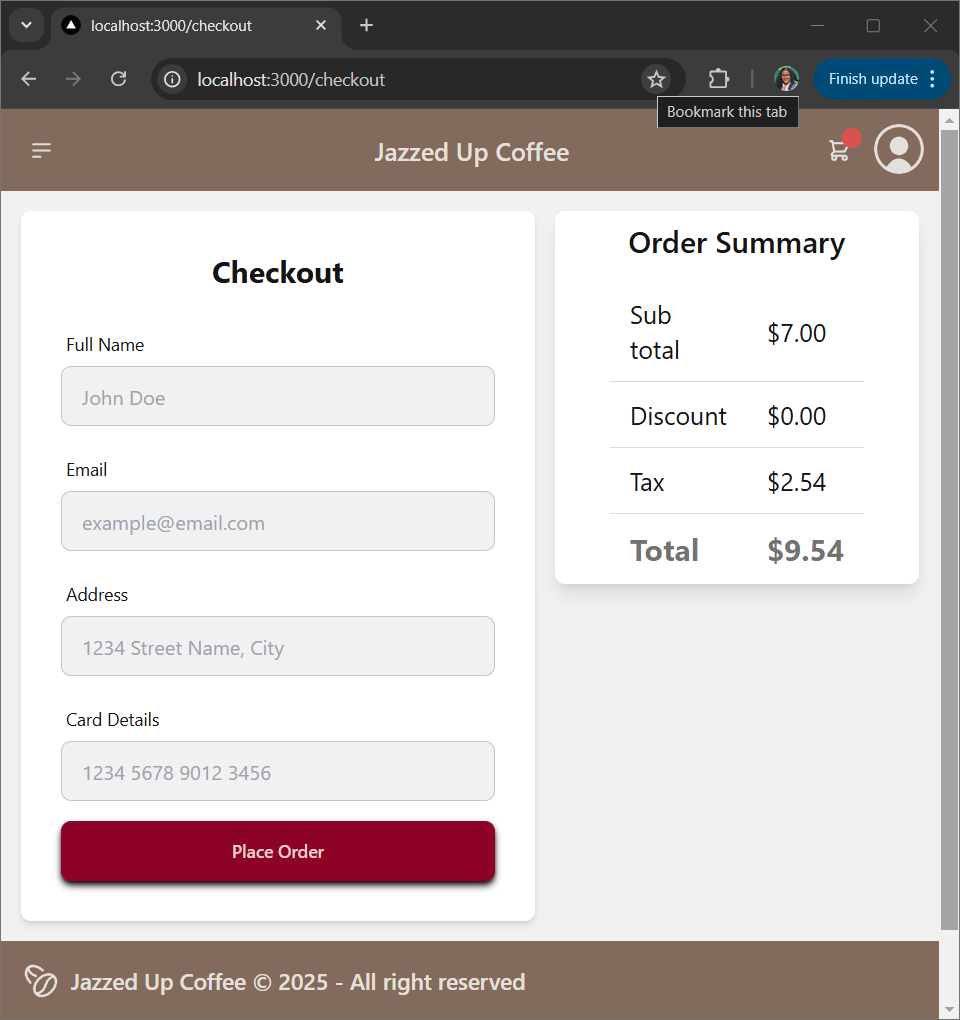 localhost:3000/checkout
localhost:3000/checkout
Finish update
Bookmark this tab
Jazzed Up Coffee
Checkout
Full Name
John Doe
Email
example@email.com
Address
1234 Street Name, City
Card Details
1234 5678 9012 3456
Place Order
Order Summary
Sub
total
$7.00
Discount $0.00
Tax $2.54
Total $9.54
Jazzed Up Coffee © 2025 - All right reserved